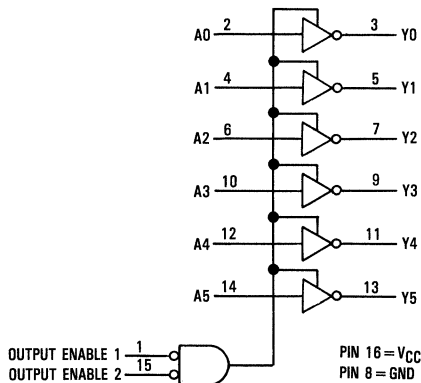 A0 2 3 Y0
A1 4 5 Y1
A2 6 7 Y2
A3 10 9 Y3
A4 12 11 Y4
A5 14 13 Y5
OUTPUT ENABLE 1 1
OUTPUT ENABLE 2 15
PIN 16 = VCC
PIN 8 = GND